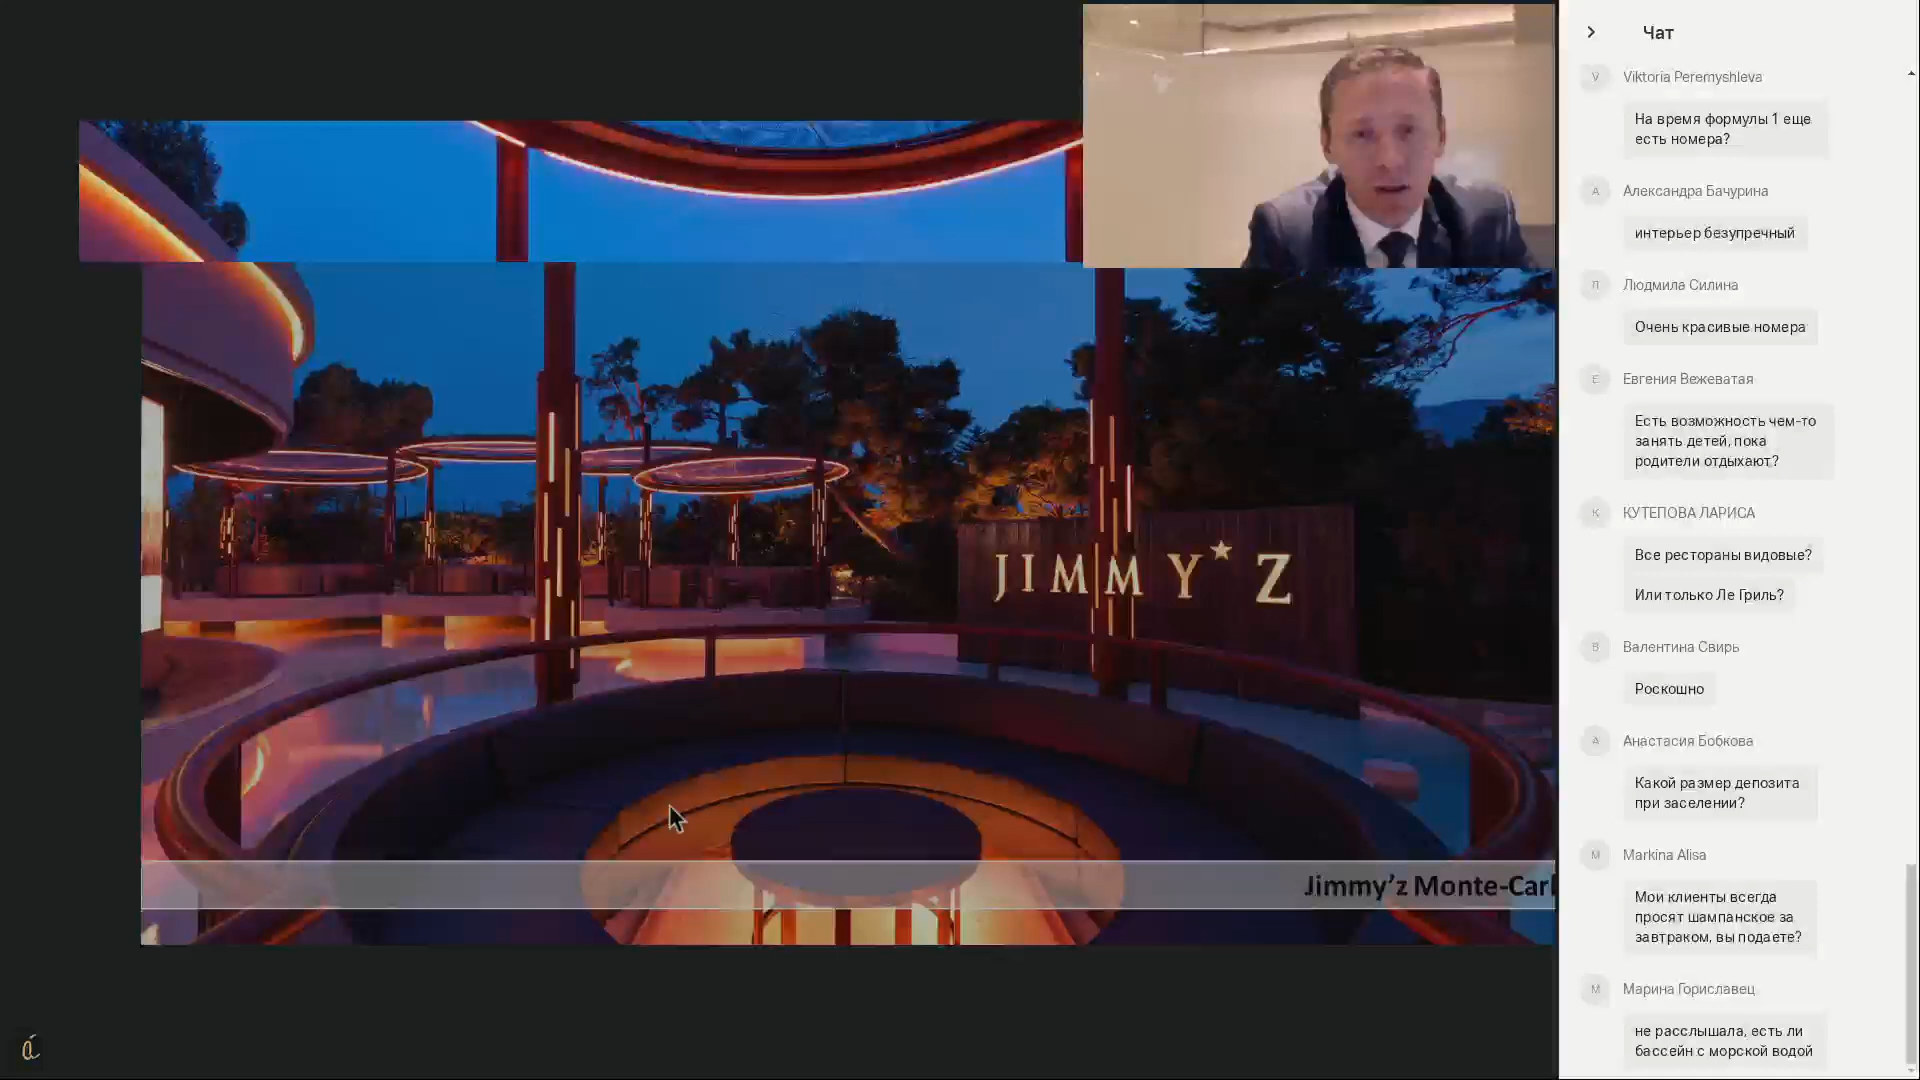 JIMMY*Z
Jimmy’z Monte-Carl
á
Чат
V
Viktoria Peremyshleva
На время формулы 1 еще
есть номера?
А
Александра Бачурина
интерьер безупречный
Л
Людмила Силина
Очень красивые номера
Е
Евгения Вежеватая
Есть возможность чем-то
занять детей, пока
родители отдыхают?
К
КУТЕПОВА ЛАРИСА
Все рестораны видовые?
Или только Ле Гриль?
В
Валентина Свирь
Роскошно
А
Анастасия Бобкова
Какой размер депозита
при заселении?
M
Markina Alisa
Мои клиенты всегда
просят шампанское за
завтраком, вы подаете?
М
Марина Гориславец
не расслышала, есть ли
бассейн с морской водой